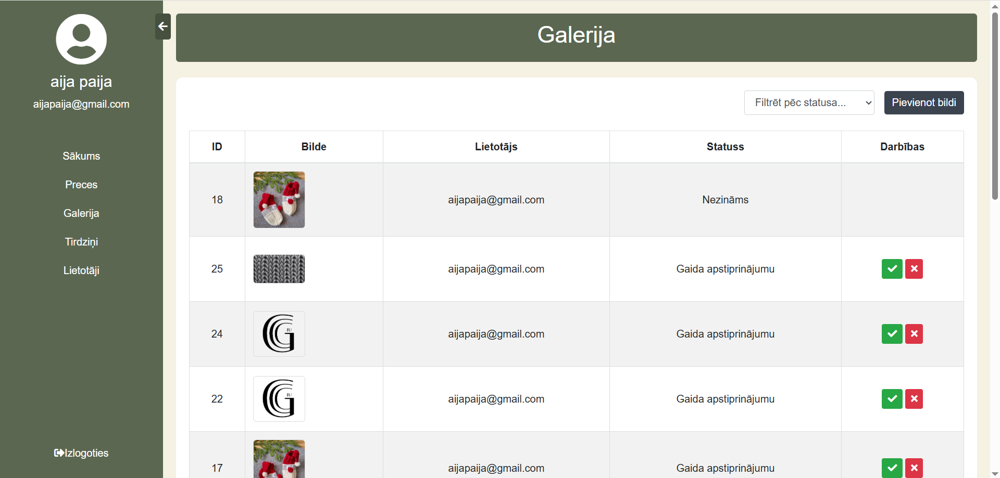 aija paija
aijapaija@gmail.com
Sākums
Preces
Galerija
Tirdziņi
Lietotāji
Izlogoties
Galerija
Filtrēt pēc statusa...
Pievienot bildi
ID Bilde Lietotājs Statuss Darbības
18 aijapaija@gmail.com Nezināms
25 aijapaija@gmail.com Gaida apstiprinājumu
24 GIU aijapaija@gmail.com Gaida apstiprinājumu
22 GIU aijapaija@gmail.com Gaida apstiprinājumu
17 aijapaija@gmail.com Gaida apstiprinājumu